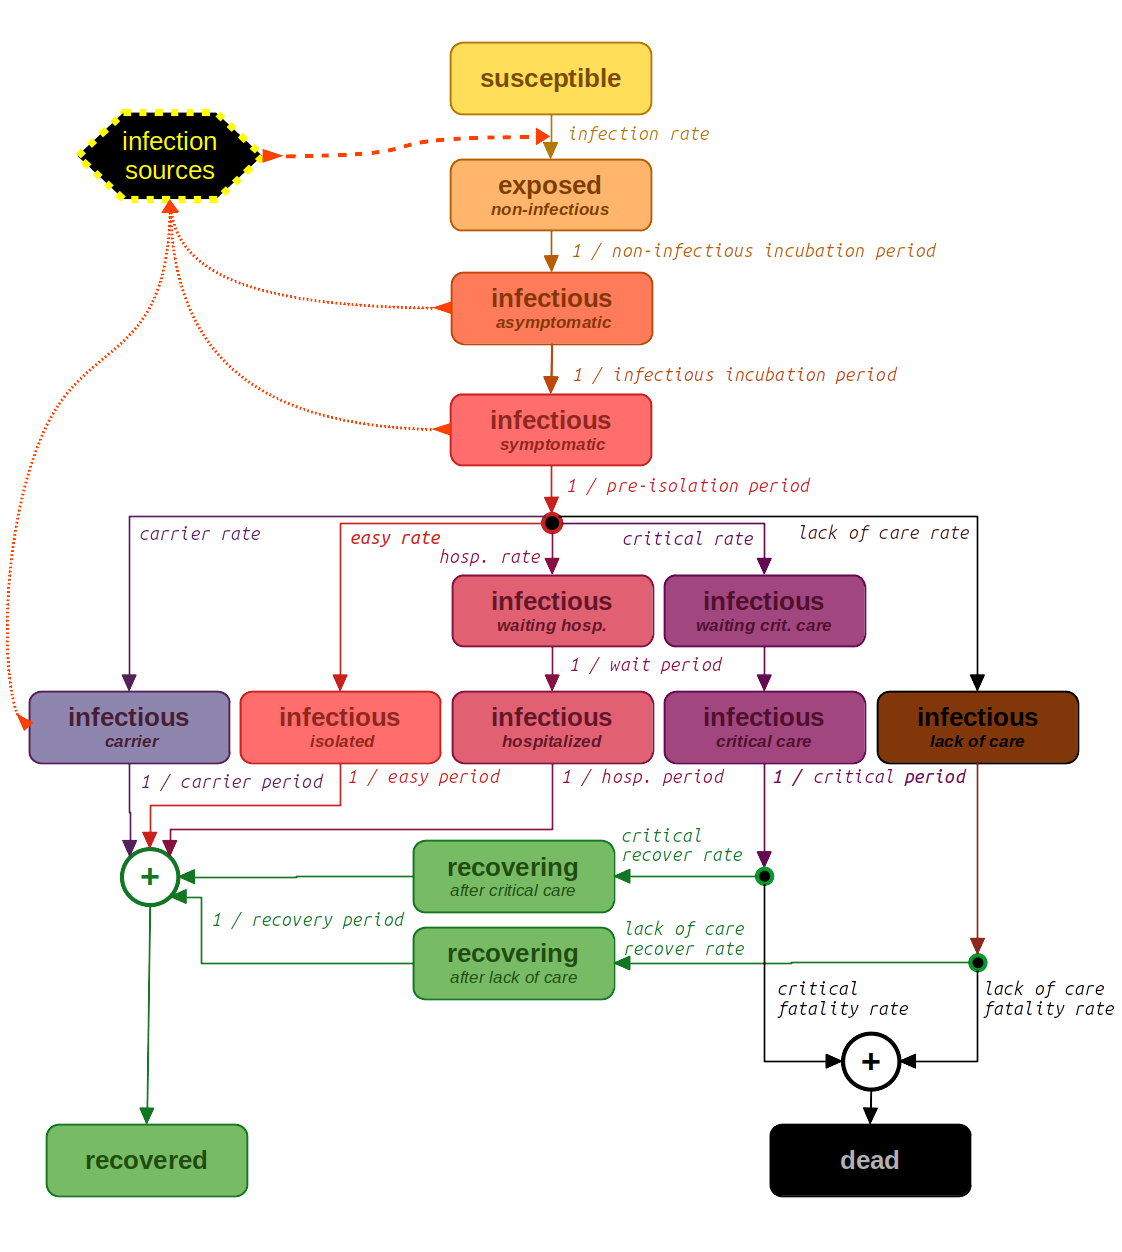 susceptible
infection
sources
infection rate
exposed
non-infectious
1 / non-infectious incubation period
infectious
asymptomatic
1 / infectious incubation period
infectious
symptomatic
1 / pre-isolation period
carrier rate
easy rate
hosp. rate
critical rate
lack of care rate
infectious
waiting hosp.
infectious
waiting crit. care
1 / wait period
infectious
carrier
infectious
isolated
infectious
hospitalized
infectious
critical care
infectious
lack of care
1 / carrier period
1 / easy period
1 / hosp. period
1 / critical period
critical
recover rate
recovering
after critical care
+
1 / recovery period
lack of care
recover rate
recovering
after lack of care
critical
fatality rate
lack of care
fatality rate
+
recovered
dead